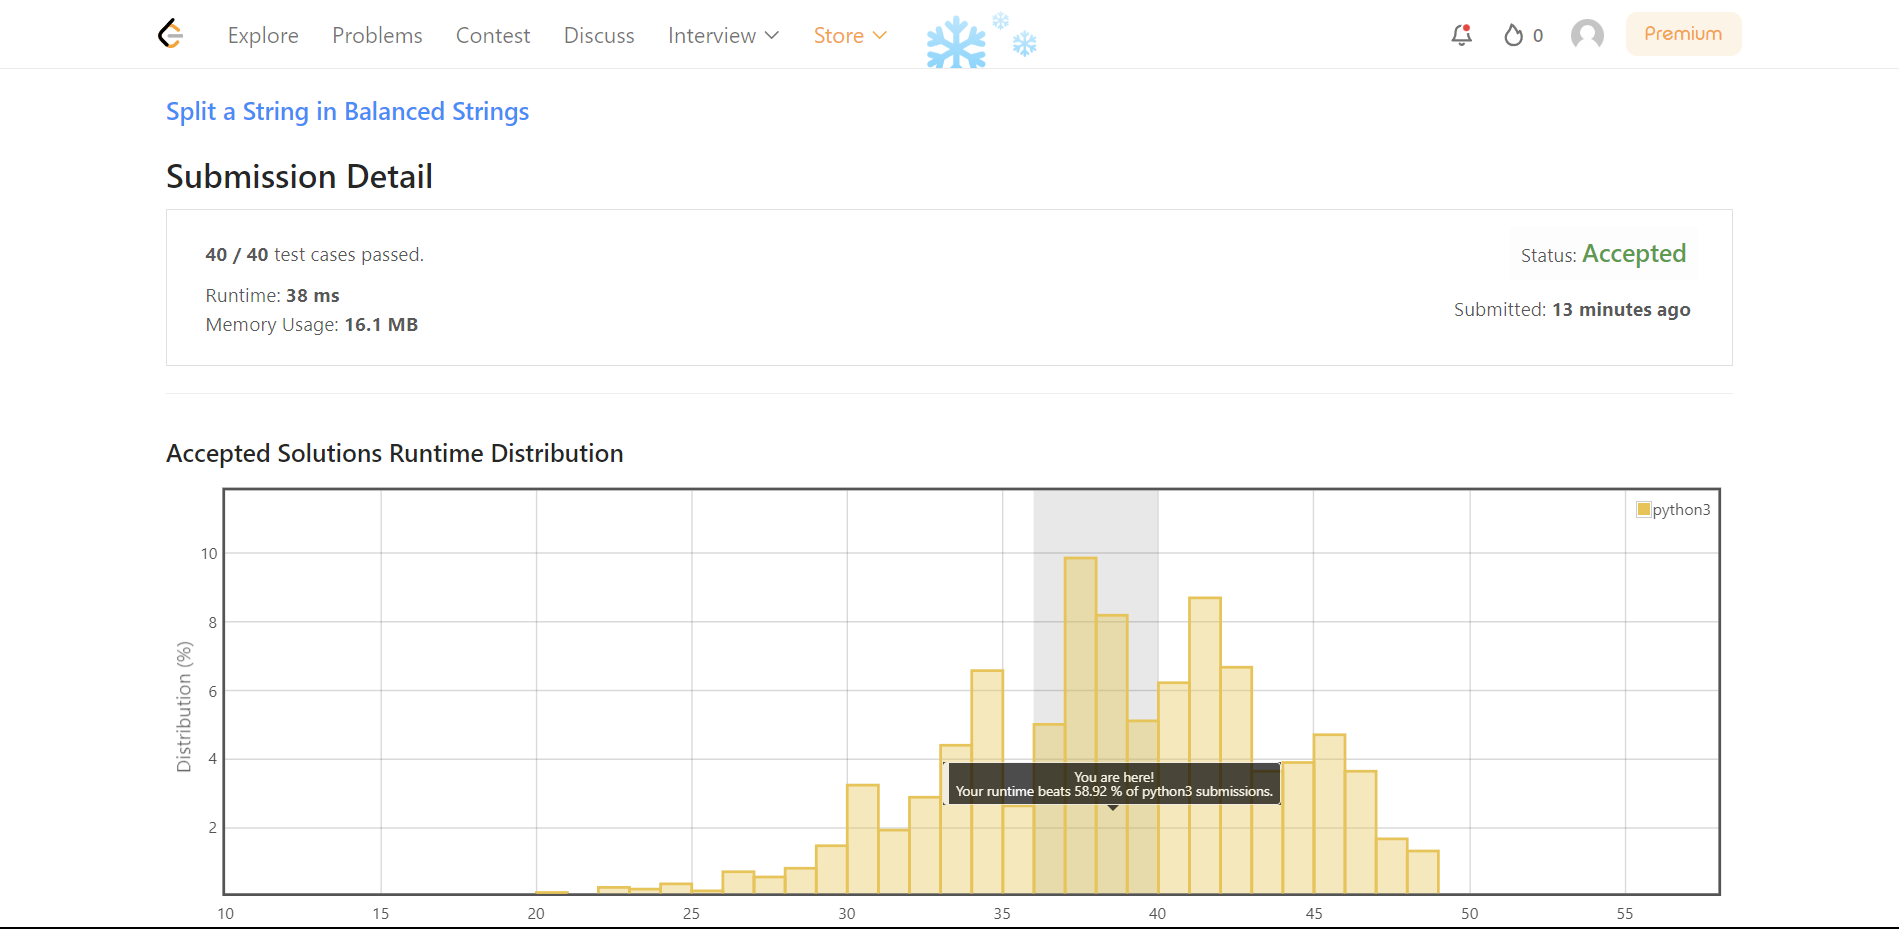 Explore Problems Contest Discuss Interview Store 0 Premium
Split a String in Balanced Strings
Submission Detail
40 / 40 test cases passed.
Status: Accepted
Runtime: 38 ms
Submitted: 13 minutes ago
Memory Usage: 16.1 MB
Accepted Solutions Runtime Distribution
python3
10
8
6
4
2
Distribution (%)
You are here!
Your runtime beats 58.92 % of python3 submissions.
10 15 20 25 30 35 40 45 50 55